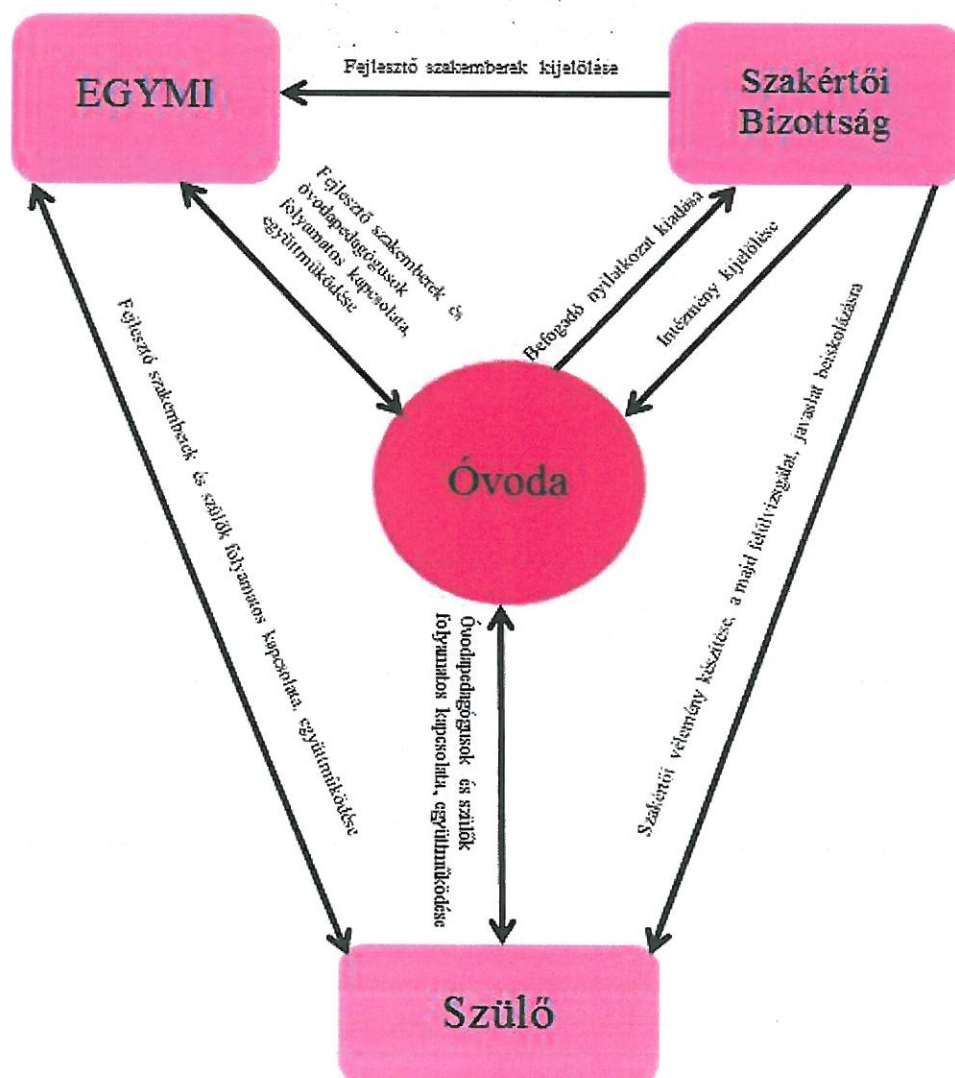 EGYMI
Fejlesztő szakemberek kijelölése
Szakértői
Bizottság
Fejlesztő szakemberek és
óvodapedagógusok
folyamatos kapcsolata,
együttműködése
Befogadó nyilatkozat kiadása
Intézmény kijelölése
Óvoda
Fejlesztő szakemberek és szülők folyamatos kapcsolata, együttműködése
Óvodapedagógusok és szülők
folyamatos kapcsolata, együttműködése
Szakértői vélemény készítése, a majd felülvizsgálat, javaslat beiskolázásra
Szülő